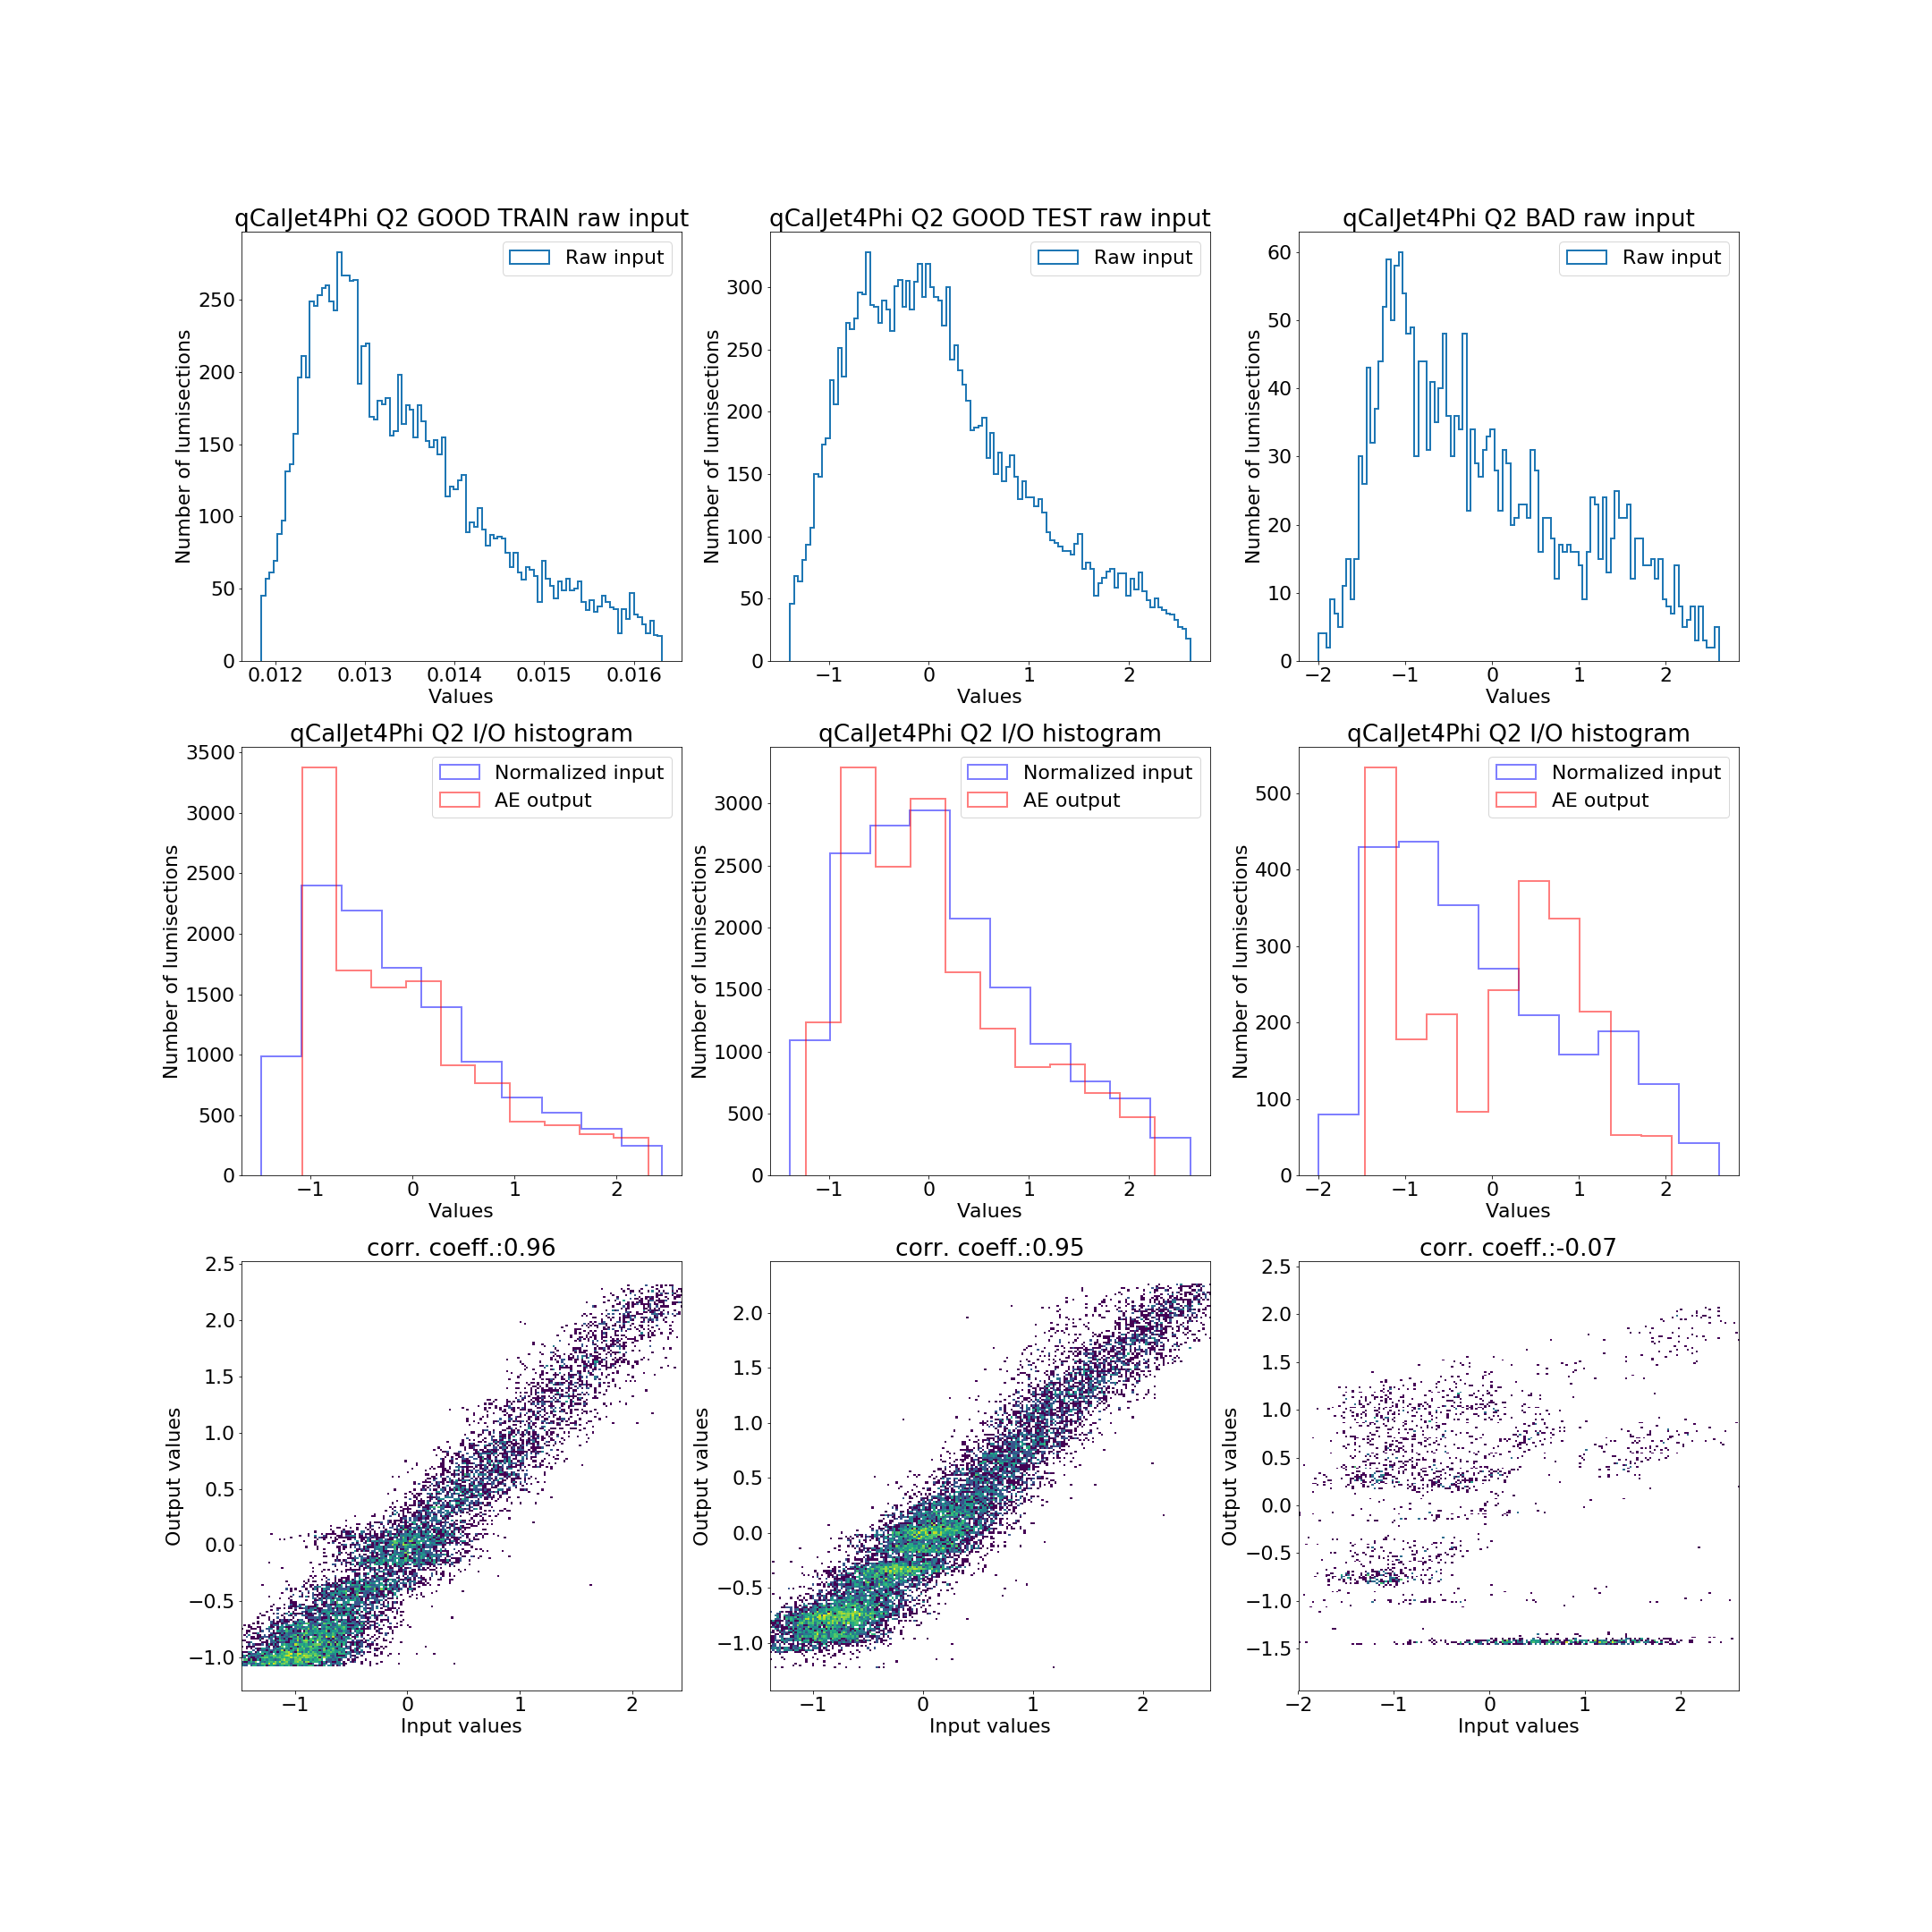 qCalJet4Phi Q2 GOOD TRAIN raw input
Raw input
Number of lumisections
250
200
150
100
50
0
0.012 0.013 0.014 0.015 0.016
Values
qCalJet4Phi Q2 GOOD TEST raw input
Raw input
Number of lumisections
300
250
200
150
100
50
0
−1 0 1 2
Values
qCalJet4Phi Q2 BAD raw input
Raw input
Number of lumisections
60
50
40
30
20
10
0
−2 −1 0 1 2
Values
qCalJet4Phi Q2 I/O histogram
Normalized input
AE output
Number of lumisections
3500
3000
2500
2000
1500
1000
500
0
−1 0 1 2
Values
qCalJet4Phi Q2 I/O histogram
Normalized input
AE output
Number of lumisections
3000
2500
2000
1500
1000
500
0
−1 0 1 2
Values
qCalJet4Phi Q2 I/O histogram
Normalized input
AE output
Number of lumisections
500
400
300
200
100
0
−2 −1 0 1 2
Values
corr. coeff.:0.96
Output values
2.5
2.0
1.5
1.0
0.5
0.0
−0.5
−1.0
−1 0 1 2
Input values
corr. coeff.:0.95
Output values
2.0
1.5
1.0
0.5
0.0
−0.5
−1.0
−1 0 1 2
Input values
corr. coeff.:-0.07
Output values
2.5
2.0
1.5
1.0
0.5
0.0
−0.5
−1.0
−1.5
−2 −1 0 1 2
Input values